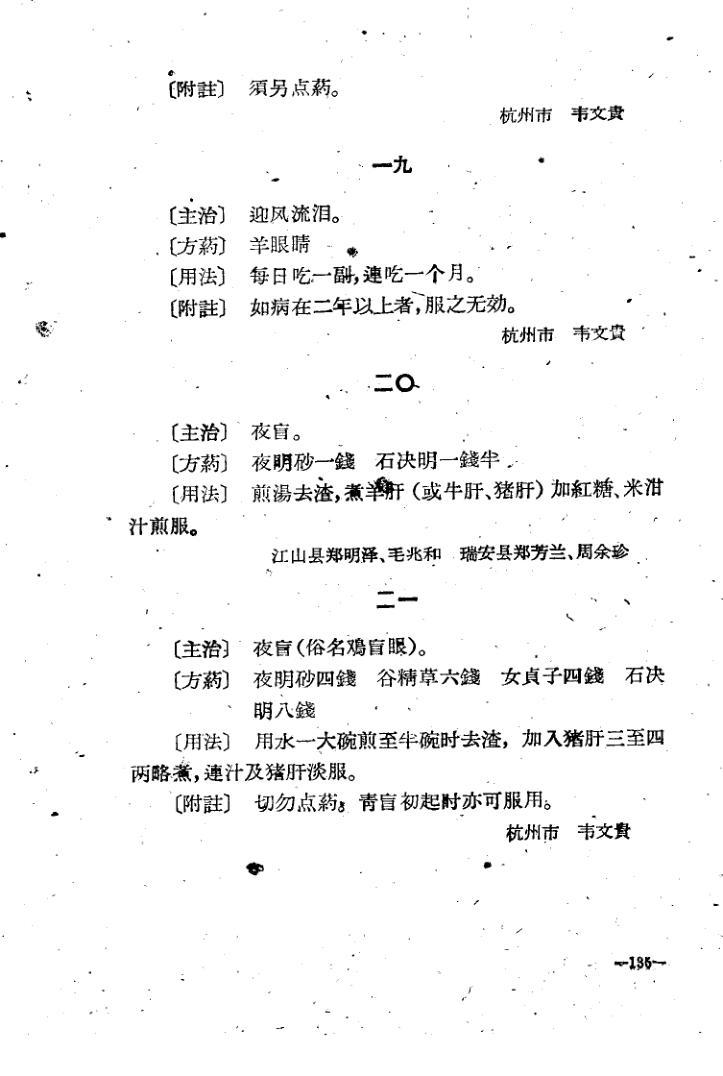 〔附註〕　須另点葯。
杭州市　韦文貴
一九
〔主治〕　迎风流泪。
〔方葯〕　羊眼睛
〔用法〕　每日吃一副，連吃一个月。
〔附註〕　如病在二年以上者，服之无効。
杭州市　韦文貴
二〇
〔主治〕　夜盲。
〔方葯〕　夜明砂一錢　石决明一錢半
〔用法〕　煎湯去渣，煮羊肝（或牛肝、猪肝）加紅糖、米泔
汁煎服。
江山县郑明泽、毛兆和　瑞安县郑芳兰、周余珍
二一
〔主治〕　夜盲（俗名鷄盲眼）。
〔方葯〕　夜明砂四錢　谷精草六錢　女貞子四錢　石决
明八錢
〔用法〕　用水一大碗煎至半碗时去渣，加入猪肝三至四
两略煮，連汁及猪肝淡服。
〔附註〕　切勿点葯；青盲初起时亦可服用。
杭州市　韦文貴
—135—